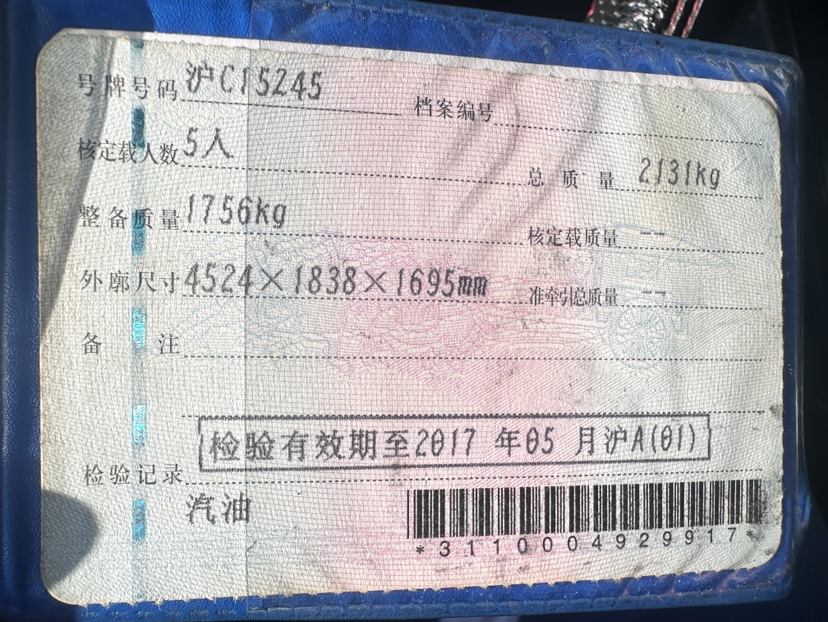 号牌号码 沪C15Z45 档案编号
核定载人数 5人 总质量 2131kg
整备质量 1756kg 核定载质量 --
外廓尺寸 4524×1838×1695mm 准牵引总质量 --
备注
检验有效期至2017 年05 月沪A(01)
检验记录
汽油
*3110004929917*